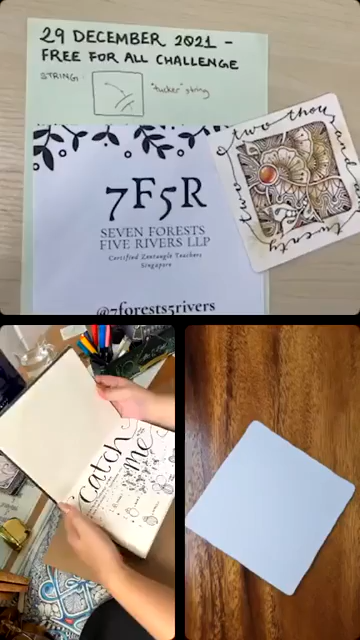 29 DECEMBER 2021 -
FREE FOR ALL CHALLENGE
STRING:
"tucker" string
7F5R
SEVEN FORESTS
FIVE RIVERS LLP
Certified Zentangle Teachers
Singapore
@7forests5rivers
two thousand
twenty
catch
me